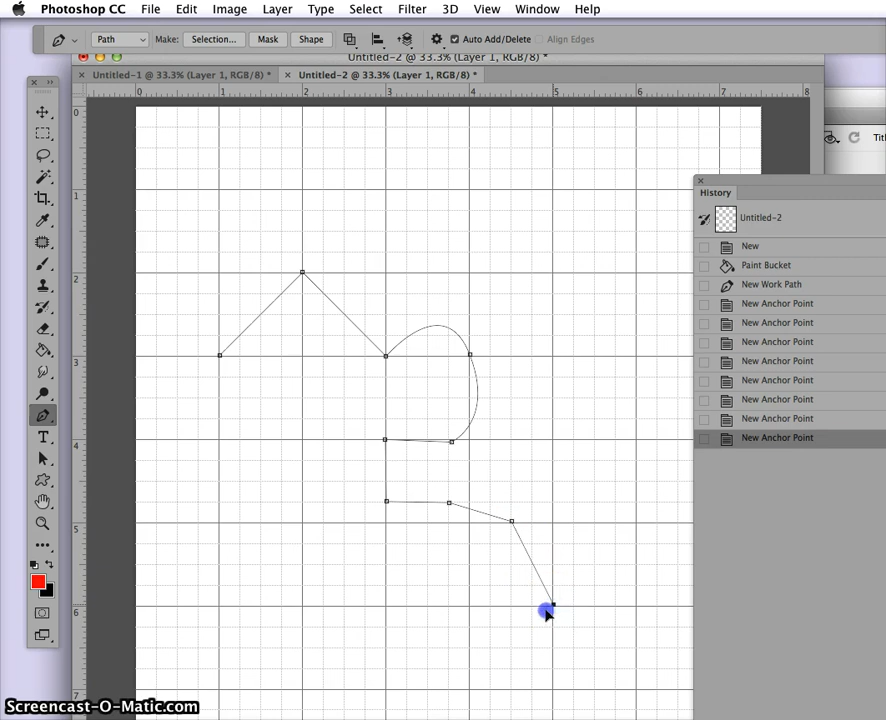 Photoshop CC File Edit Image Layer Type Select Filter 3D View Window Help
Path Make: Selection... Mask Shape Auto Add/Delete Align Edges
Untitled-2 @ 33.3% (Layer 1, RGB/8) *
Untitled-1 @ 33.3% (Layer 1, RGB/8) * Untitled-2 @ 33.3% (Layer 1, RGB/8) *
0 1 2 3 4 5 6 7 8
0
1
2
3
4
5
6
7
Titl
History
Untitled-2
New
Paint Bucket
New Work Path
New Anchor Point
New Anchor Point
New Anchor Point
New Anchor Point
New Anchor Point
New Anchor Point
New Anchor Point
New Anchor Point
T
Screencast-O-Matic.com